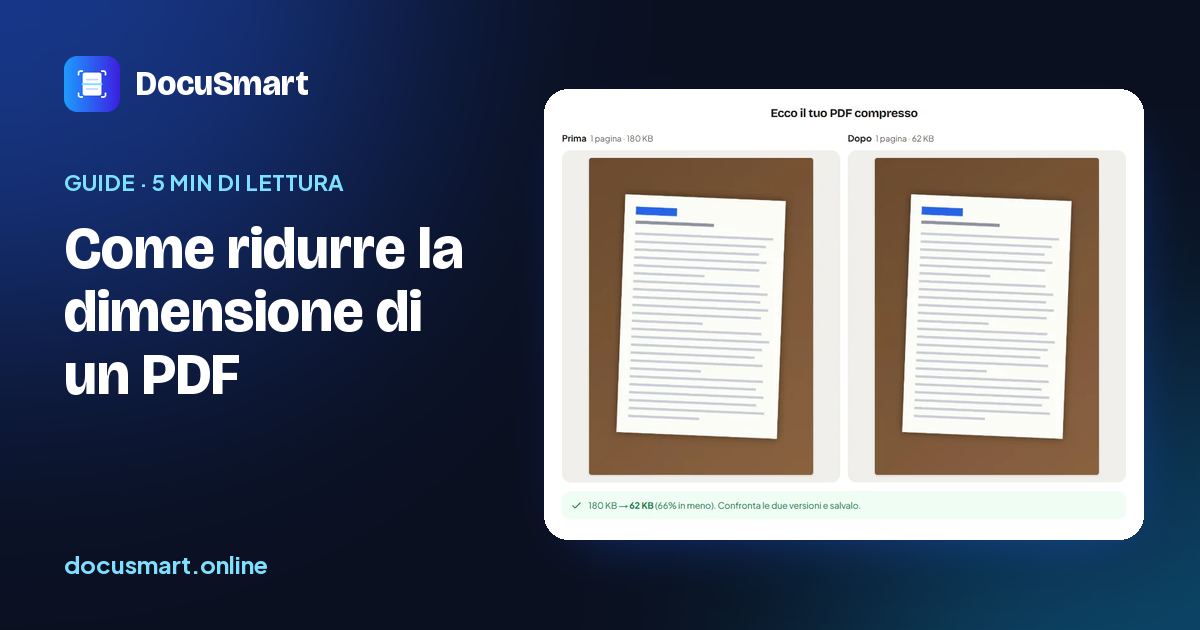 DocuSmart
GUIDE · 5 MIN DI LETTURA
Come ridurre la
dimensione di
un PDF
docusmart.online
Ecco il tuo PDF compresso
Prima 1 pagina · 180 KB
Dopo 1 pagina · 62 KB
180 KB → 62 KB (66% in meno). Confronta le due versioni e salvalo.